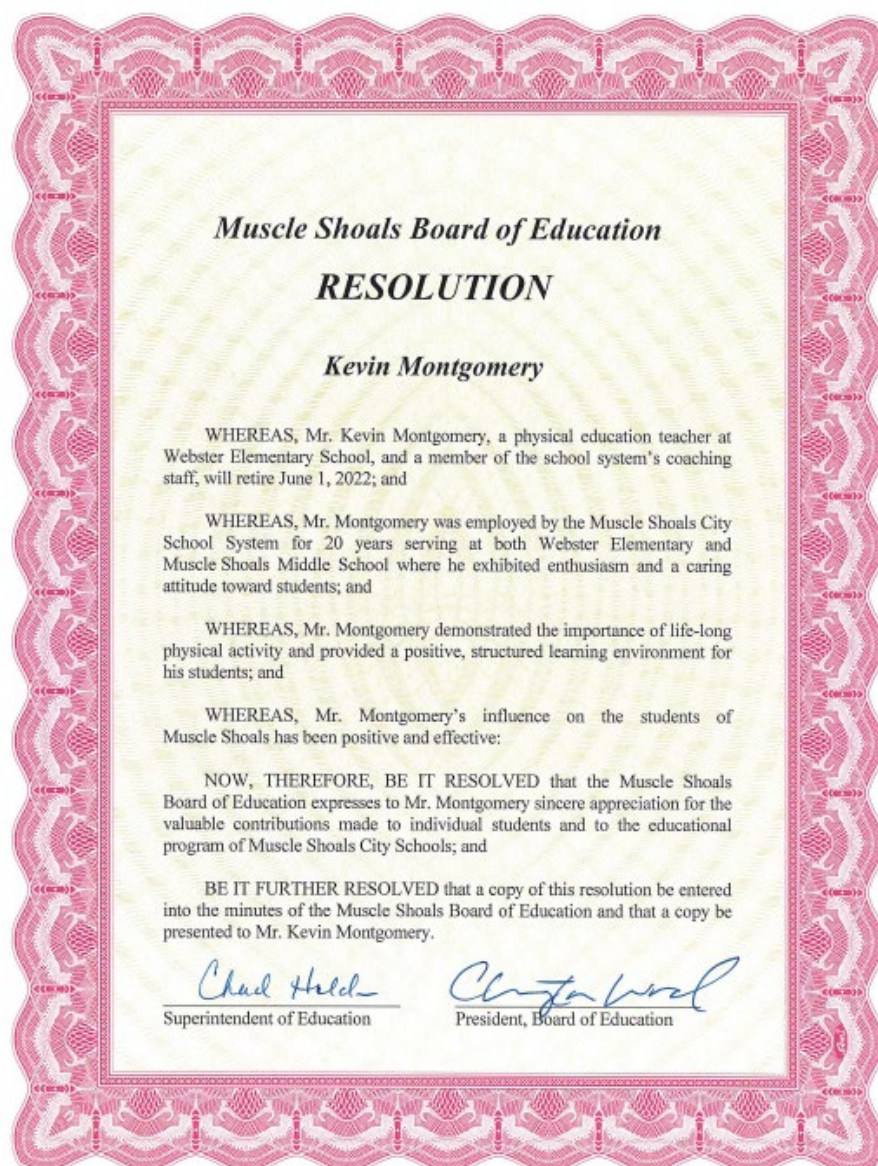 Muscle Shoals Board of Education
RESOLUTION
Kevin Montgomery
WHEREAS, Mr. Kevin Montgomery, a physical education teacher at
Webster Elementary School, and a member of the school system's coaching
staff, will retire June 1, 2022; and
WHEREAS, Mr. Montgomery was employed by the Muscle Shoals City
School System for 20 years serving at both Webster Elementary and
Muscle Shoals Middle School where he exhibited enthusiasm and a caring
attitude toward students; and
WHEREAS, Mr. Montgomery demonstrated the importance of life-long
physical activity and provided a positive, structured learning environment for
his students; and
WHEREAS, Mr. Montgomery's influence on the students of
Muscle Shoals has been positive and effective:
NOW, THEREFORE, BE IT RESOLVED that the Muscle Shoals
Board of Education expresses to Mr. Montgomery sincere appreciation for the
valuable contributions made to individual students and to the educational
program of Muscle Shoals City Schools; and
BE IT FURTHER RESOLVED that a copy of this resolution be entered
into the minutes of the Muscle Shoals Board of Education and that a copy be
presented to Mr. Kevin Montgomery.
Chad Holden
Superintendent of Education
President, Board of Education